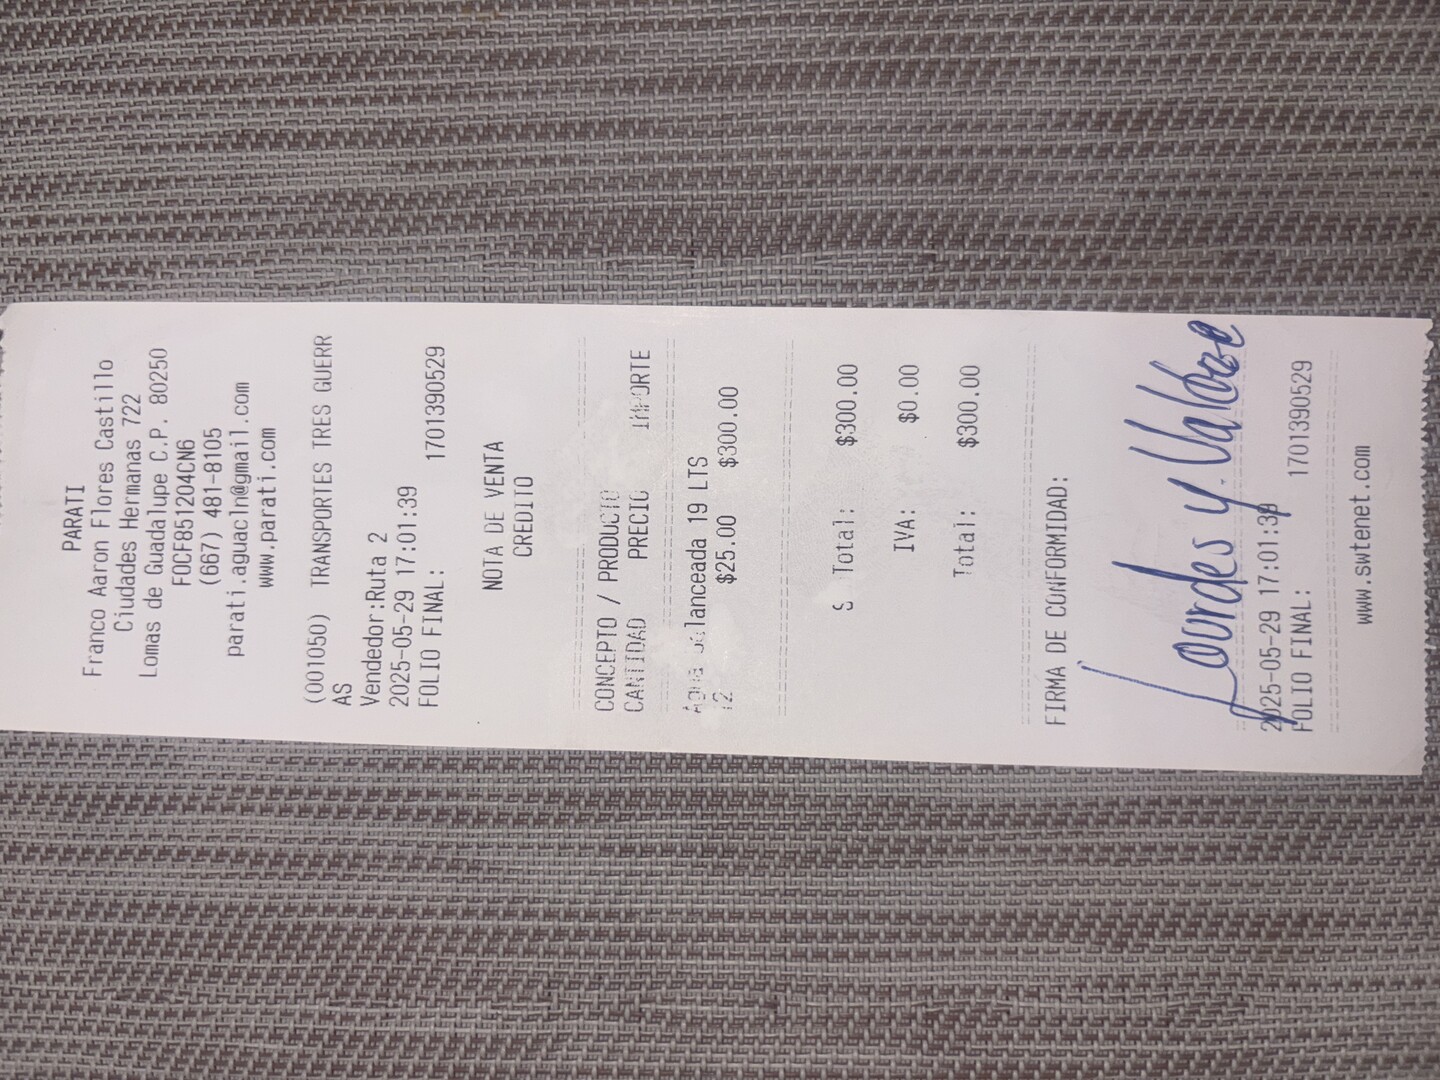 PARATI
Franco Aaron Flores Castillo
Ciudades Hermanas 722
Lomas de Guadalupe C.P. 80250
FOCF851204CN6
(667) 481-8105
parati.aguacln@gmail.com
www.parati.com
(001050) TRANSPORTES TRES GUERR
AS
Vendedor:Ruta 2
2025-05-29 17:01:39
FOLIO FINAL: 1701390529
NOTA DE VENTA
CREDITO
CONCEPTO / PRODUCTO
CANTIDAD PRECIO IMPORTE
Agua Balanceada 19 LTS
12 $25.00 $300.00
S Total: $300.00
IVA: $0.00
Total: $300.00
FIRMA DE CONFORMIDAD:
Lourdes y. Valdez
2025-05-29 17:01:39
FOLIO FINAL: 1701390529
www.swtenet.com